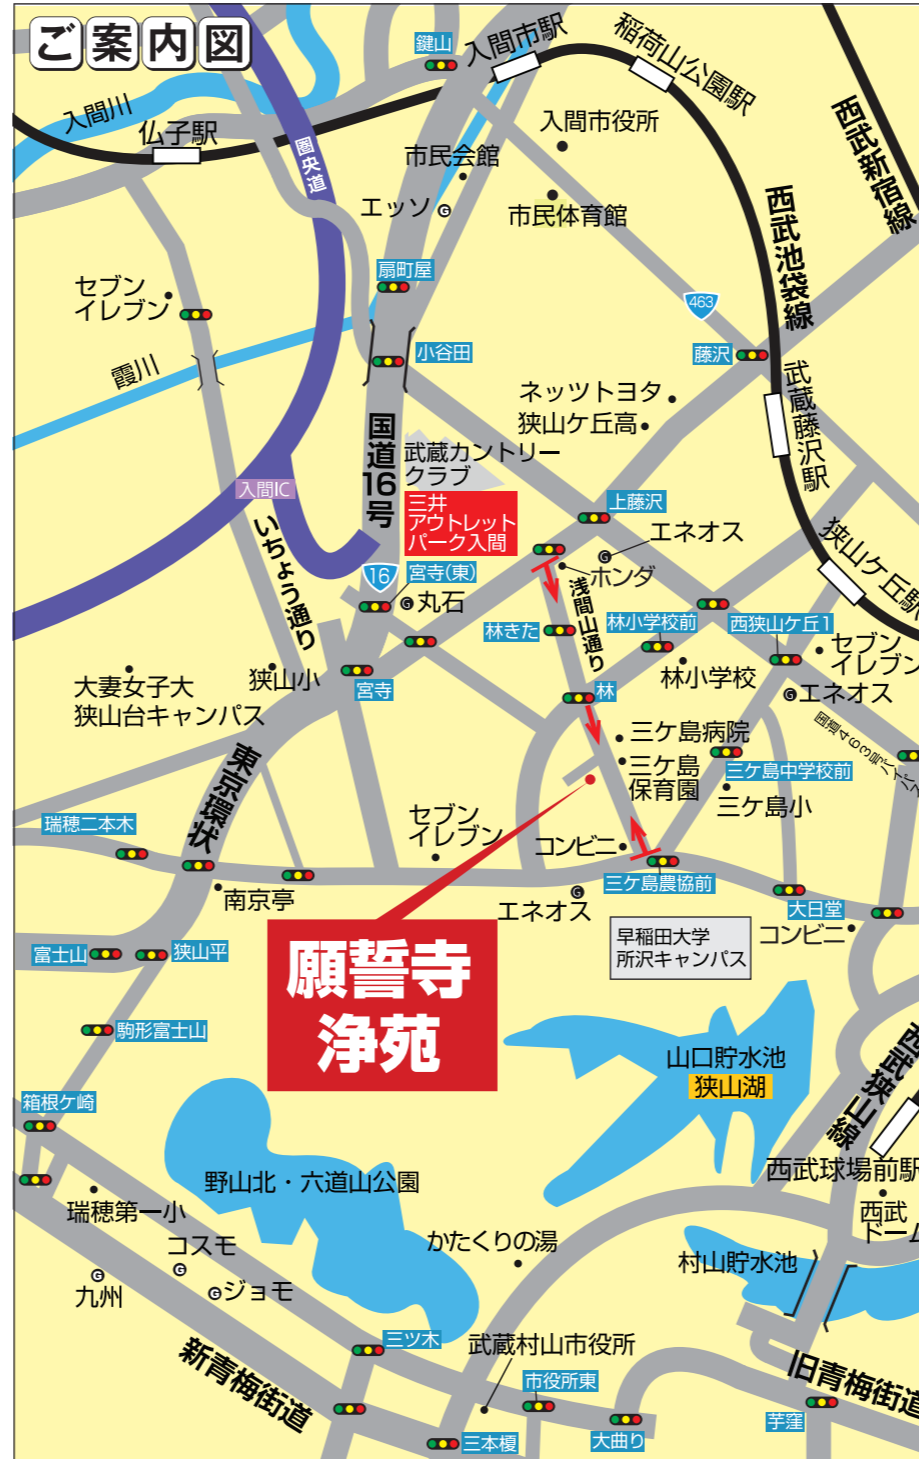 ご案内図
鍵山
入間市駅
稲荷山公園駅
入間川
仏子駅
圏央道
入間市役所
市民会館
西武新宿線
エッソ
市民体育館
西武池袋線
扇町屋
セブン
イレブン
463
小谷田
藤沢
霞川
武蔵藤沢駅
ネッツトヨタ
狭山ケ丘高
国道16号
武蔵カントリー
クラブ
入間IC
三井
アウトレット
パーク入間
上藤沢
いちょう通り
エネオス
狭山ケ丘駅
16
宮寺(東)
ホンダ
丸石
浅間山通り
林きた
林小学校前
西狭山ケ丘1
セブン
イレブン
狭山小
宮寺
林小学校
大妻女子大
狭山台キャンパス
林
エネオス
国道463号バイパス
三ケ島病院
東京環状
三ケ島
保育園
三ケ島中学校前
三ケ島小
セブン
イレブン
瑞穂二本木
コンビニ
三ケ島農協前
南京亭
エネオス
大日堂
コンビニ
願誓寺
浄苑
早稲田大学
所沢キャンパス
富士山
狭山平
駒形富士山
山口貯水池
狭山湖
西武狭山線
箱根ケ崎
西武球場前駅
野山北・六道山公園
瑞穂第一小
西武
ドーム
コスモ
かたくりの湯
村山貯水池
九州
ジョモ
三ツ木
武蔵村山市役所
新青梅街道
旧青梅街道
市役所東
芋窪
三本榎
大曲り